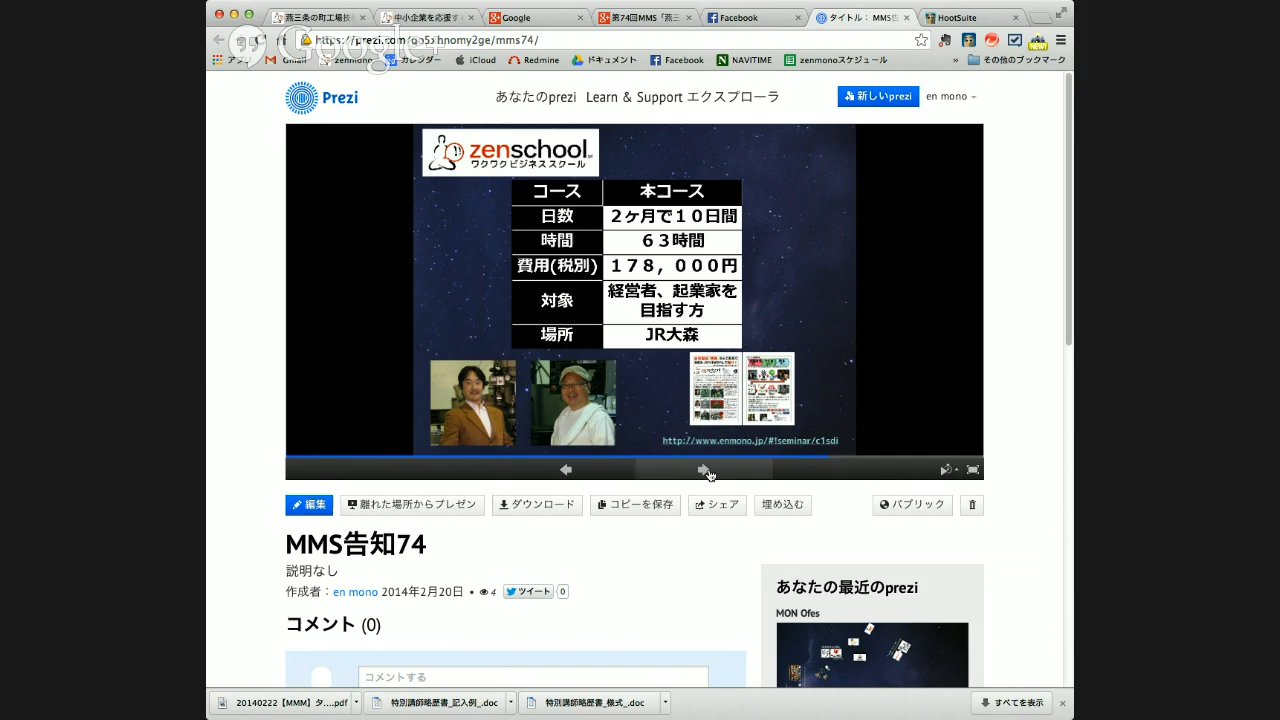 燕三条の町工場技
中小企業を応援す
Google
第74回MMS「燕三
Facebook
タイトル： MMS告
HootSuite
Google+
https://prezi.com/
hnomy2ge/mms74/
Gmail
zenmono
カレンダー
iCloud
Redmine
ドキュメント
Facebook
NAVITIME
zenmonoスケジュール
»
その他のブックマーク
Prezi
あなたのprezi Learn & Support エクスプローラ
新しいprezi
en mono
zenschool
ワクワクビジネススクール
コース 本コース
日数 2ヶ月で１０日間
時間 ６３時間
費用(税別) １７８，０００円
対象 経営者、起業家を
目指す方
場所 JR大森
http://www.enmono.jp/#!seminar/c1sdi
編集
離れた場所からプレゼン
ダウンロード
コピーを保存
シェア
埋め込む
パブリック
MMS告知74
説明なし
作成者：en mono 2014年2月20日 • 4 ツイート 0
コメント (0)
コメントする
あなたの最近のprezi
MON Ofes
20140222【MMM】タ....pdf
特別講師略歴書_記入例_.doc
特別講師略歴書_様式_.doc
すべてを表示